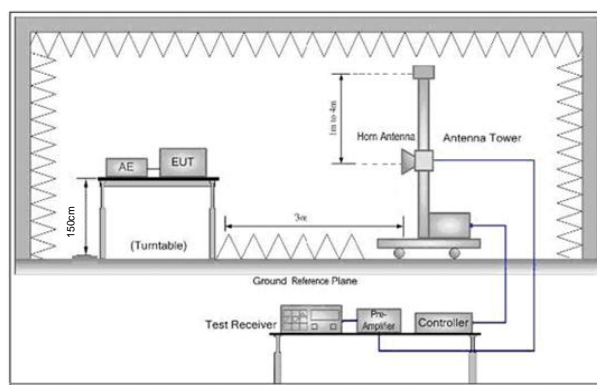 1m to 4m
Horn Antenna
Antenna Tower
AE
EUT
150cm
(Turntable)
3m
Ground Reference Plane
Test Receiver
Pre-
Amplifier
Controller